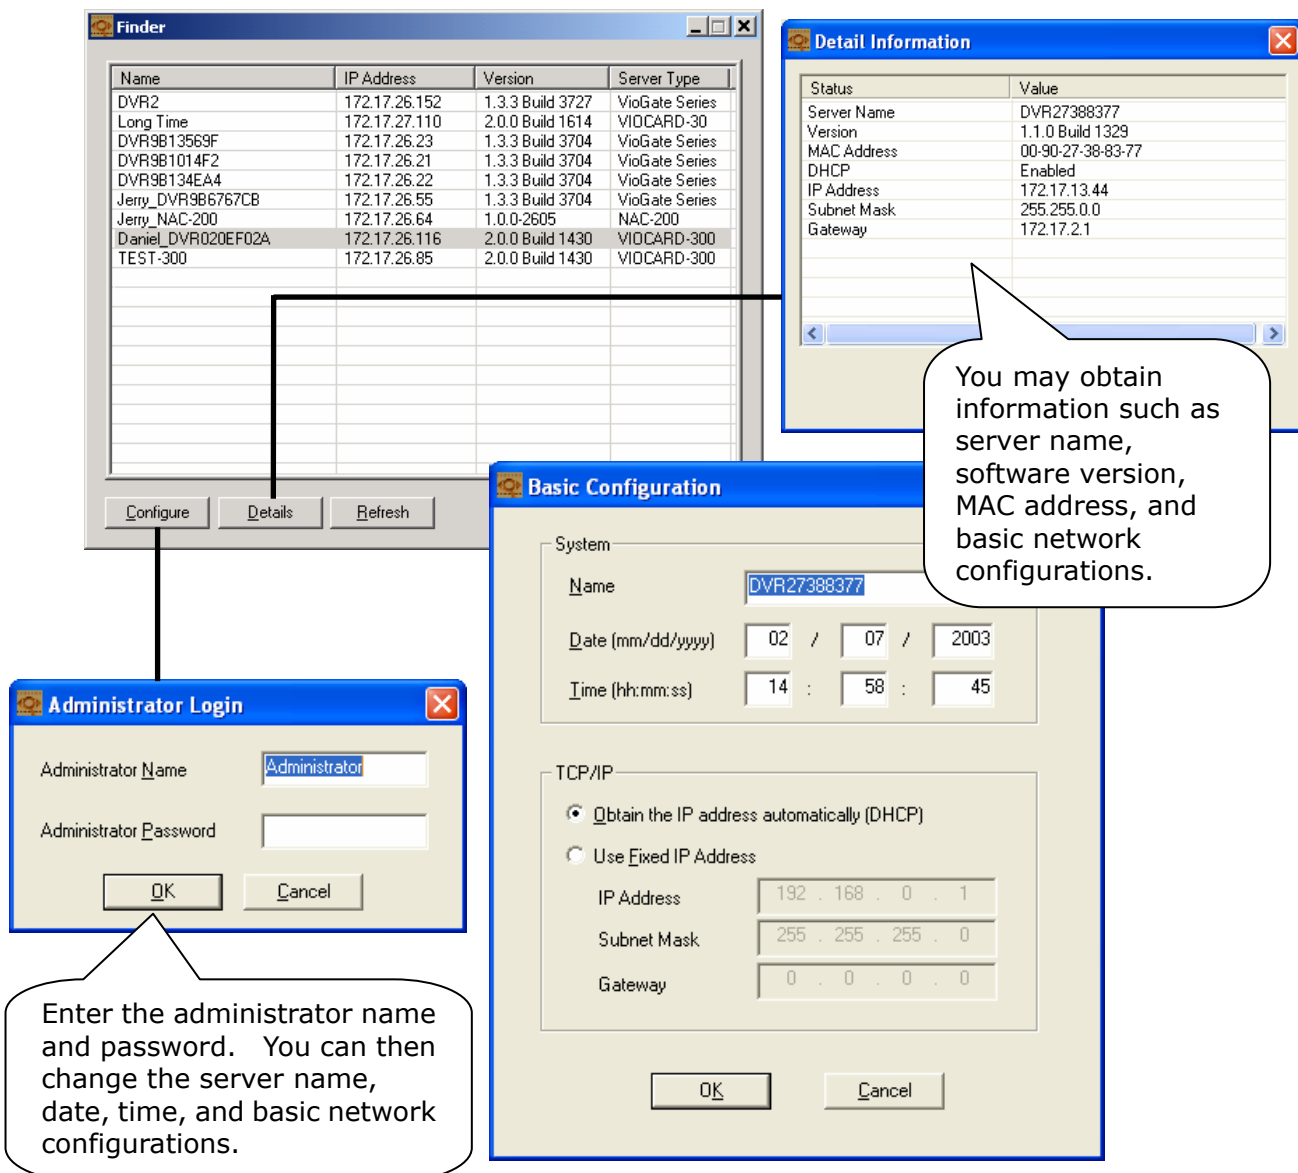 Finder
Name IP Address Version Server Type
DVR2 172.17.26.152 1.3.3 Build 3727 VioGate Series
Long Time 172.17.27.110 2.0.0 Build 1614 VIOCARD-30
DVR9B13569F 172.17.26.23 1.3.3 Build 3704 VioGate Series
DVR9B1014F2 172.17.26.21 1.3.3 Build 3704 VioGate Series
DVR9B134EA4 172.17.26.22 1.3.3 Build 3704 VioGate Series
Jerry_DVR9B6767CB 172.17.26.55 1.3.3 Build 3704 VioGate Series
Jerry_NAC-200 172.17.26.64 1.0.0-2605 NAC-200
Daniel_DVR020EF02A 172.17.26.116 2.0.0 Build 1430 VIOCARD-300
TEST-300 172.17.26.85 2.0.0 Build 1430 VIOCARD-300
Configure Details Refresh
Detail Information
Status Value
Server Name DVR27388377
Version 1.1.0 Build 1329
MAC Address 00-90-27-38-83-77
DHCP Enabled
IP Address 172.17.13.44
Subnet Mask 255.255.0.0
Gateway 172.17.2.1
You may obtain
information such as
server name,
software version,
MAC address, and
basic network
configurations.
Basic Configuration
System
Name DVR27388377
Date (mm/dd/yyyy) 02 / 07 / 2003
Time (hh:mm:ss) 14 : 58 : 45
TCP/IP
Obtain the IP address automatically (DHCP)
Use Fixed IP Address
IP Address 192 . 168 . 0 . 1
Subnet Mask 255 . 255 . 255 . 0
Gateway 0 . 0 . 0 . 0
OK Cancel
Administrator Login
Administrator Name Administrator
Administrator Password
OK Cancel
Enter the administrator name
and password. You can then
change the server name,
date, time, and basic network
configurations.